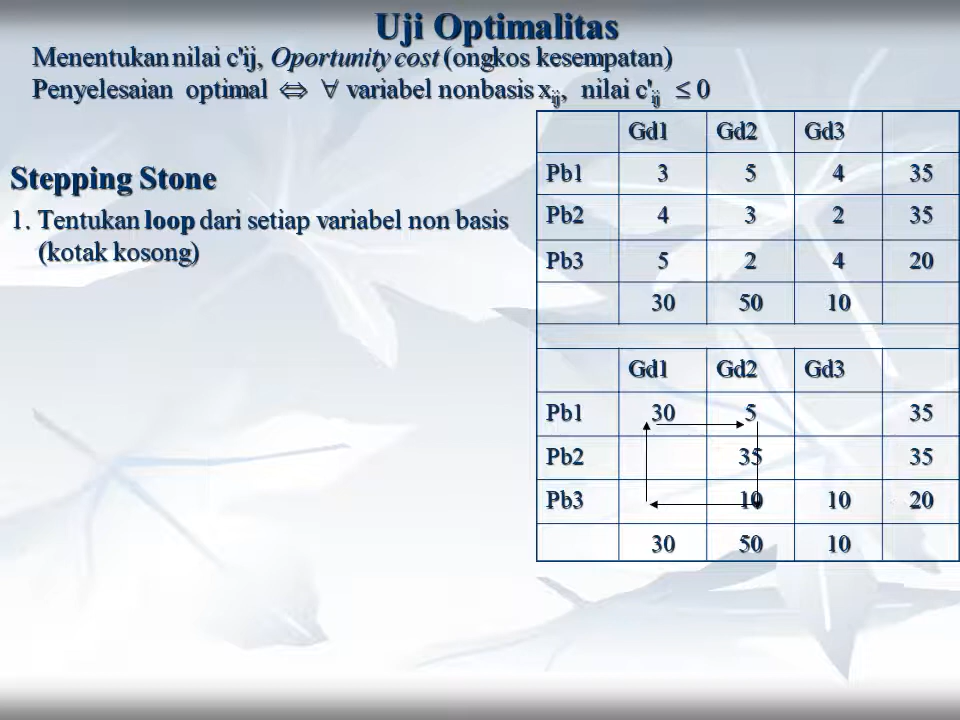 Uji Optimalitas
Menentukan nilai c'ij, Oportunity cost (ongkos kesempatan)
Penyelesaian optimal ⇔ ∀ variabel nonbasis xij, nilai c'ij ≤ 0
Stepping Stone
1. Tentukan loop dari setiap variabel non basis
(kotak kosong)
Gd1 Gd2 Gd3
Pb1 3 5 4 35
Pb2 4 3 2 35
Pb3 5 2 4 20
30 50 10
Gd1 Gd2 Gd3
Pb1 30 5 35
Pb2 35 35
Pb3 10 10 20
30 50 10